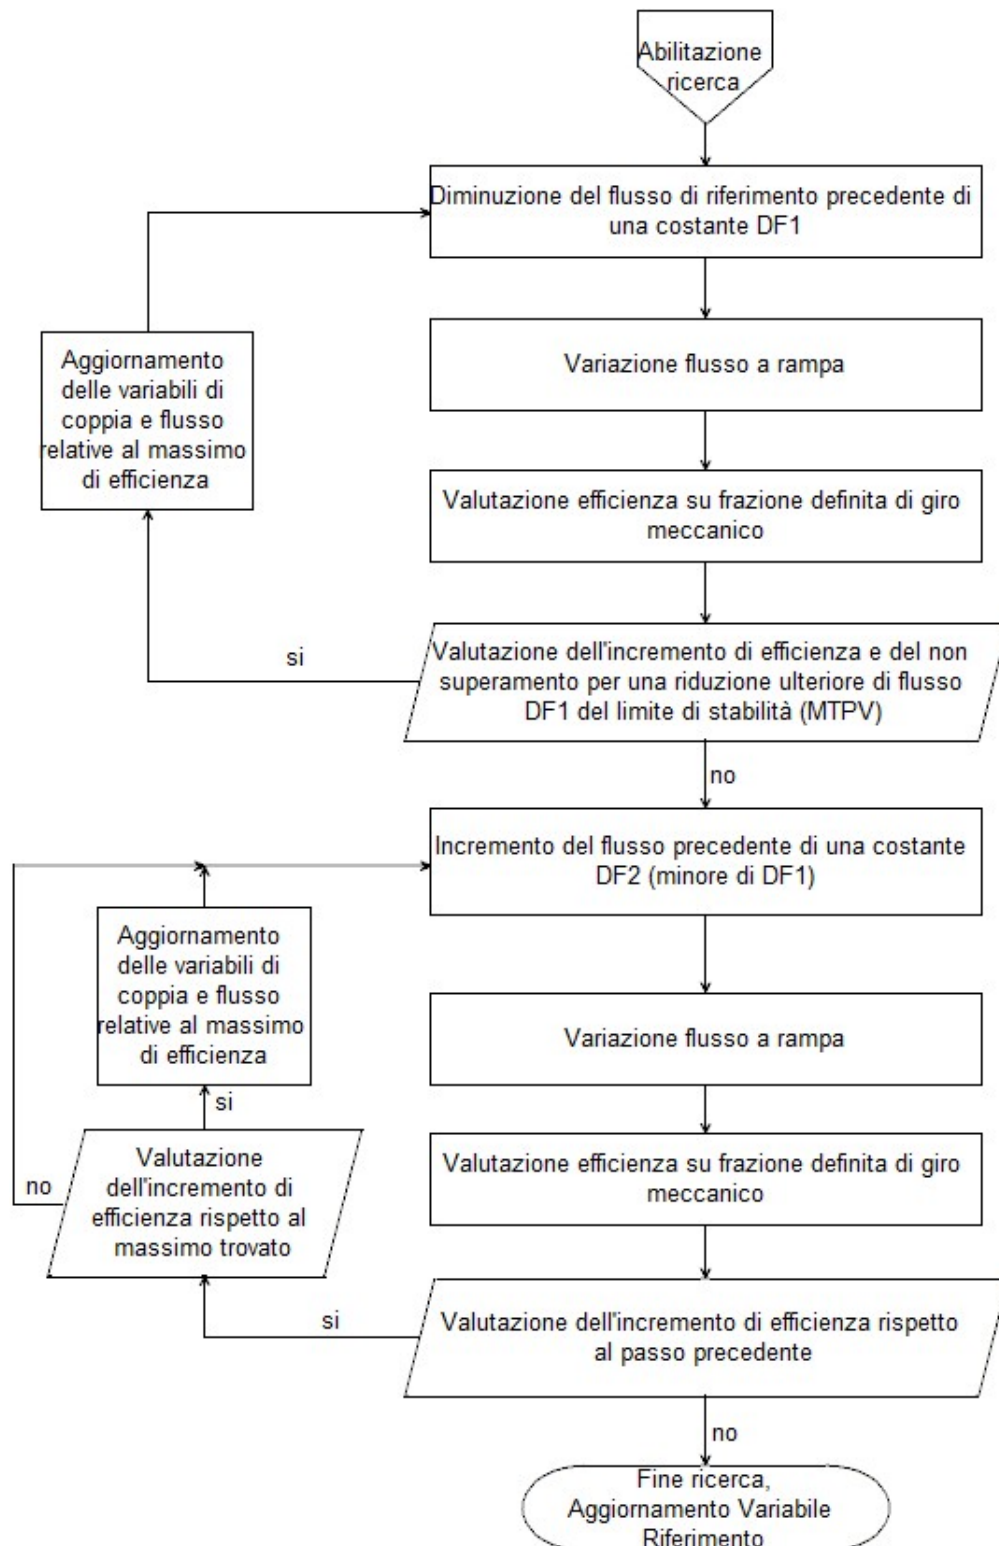 Abilitazione
ricerca
Diminuzione del flusso di riferimento precedente di
una costante DF1
Variazione flusso a rampa
Aggiornamento
delle variabili di
coppia e flusso
relative al massimo
di efficienza
Valutazione efficienza su frazione definita di giro
meccanico
si
Valutazione dell'incremento di efficienza e del non
superamento per una riduzione ulteriore di flusso
DF1 del limite di stabilità (MTPV)
no
Incremento del flusso precedente di una costante
DF2 (minore di DF1)
Aggiornamento
delle variabili di
coppia e flusso
relative al massimo
di efficienza
Variazione flusso a rampa
si
Valutazione efficienza su frazione definita di giro
meccanico
no
Valutazione
dell'incremento di
efficienza rispetto al
massimo trovato
si
Valutazione dell'incremento di efficienza rispetto
al passo precedente
no
Fine ricerca,
Aggiornamento Variabile
Riferimento